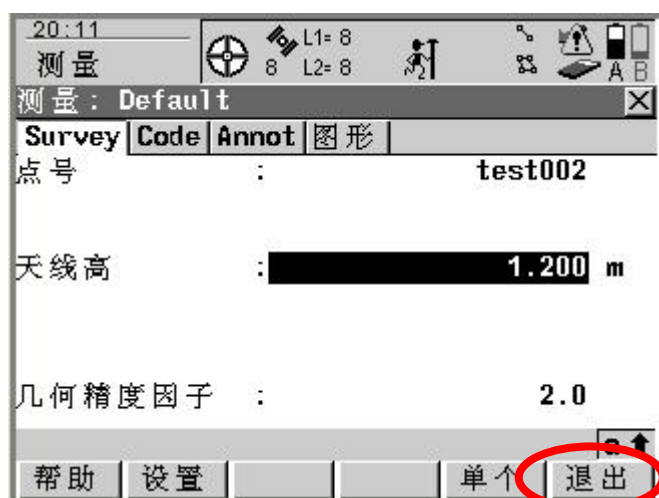 20:11
测量
8
L1= 8
L2= 8
A B
测量: Default
Survey Code Annot 图形
点号 : test002
天线高 : 1.200 m
几何精度因子 : 2.0
a
帮助 设置 单个 退出